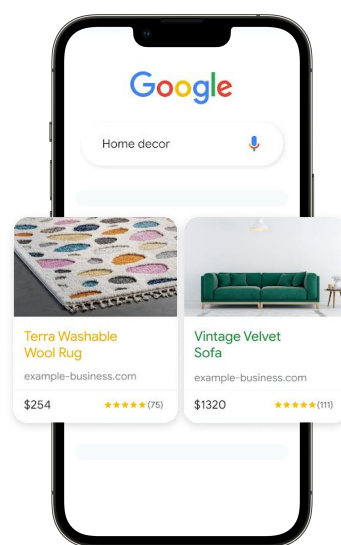 Google
Home decor
Terra Washable
Wool Rug
example-business.com
$254 ★★★★★(75)
Vintage Velvet
Sofa
example-business.com
$1320 ★★★★★(111)